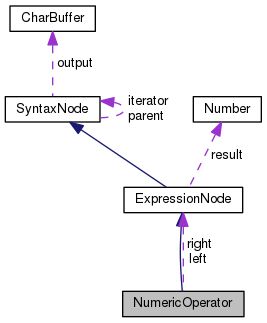 CharBuffer
output
SyntaxNode
iterator
parent
Number
result
ExpressionNode
right
left
NumericOperator